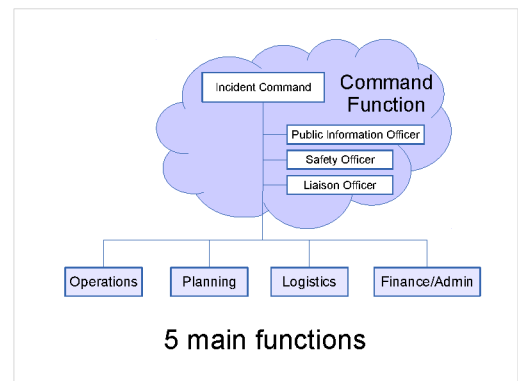 Incident Command
Command
Function
Public Information Officer
Safety Officer
Liaison Officer
Operations
Planning
Logistics
Finance/Admin
5 main functions